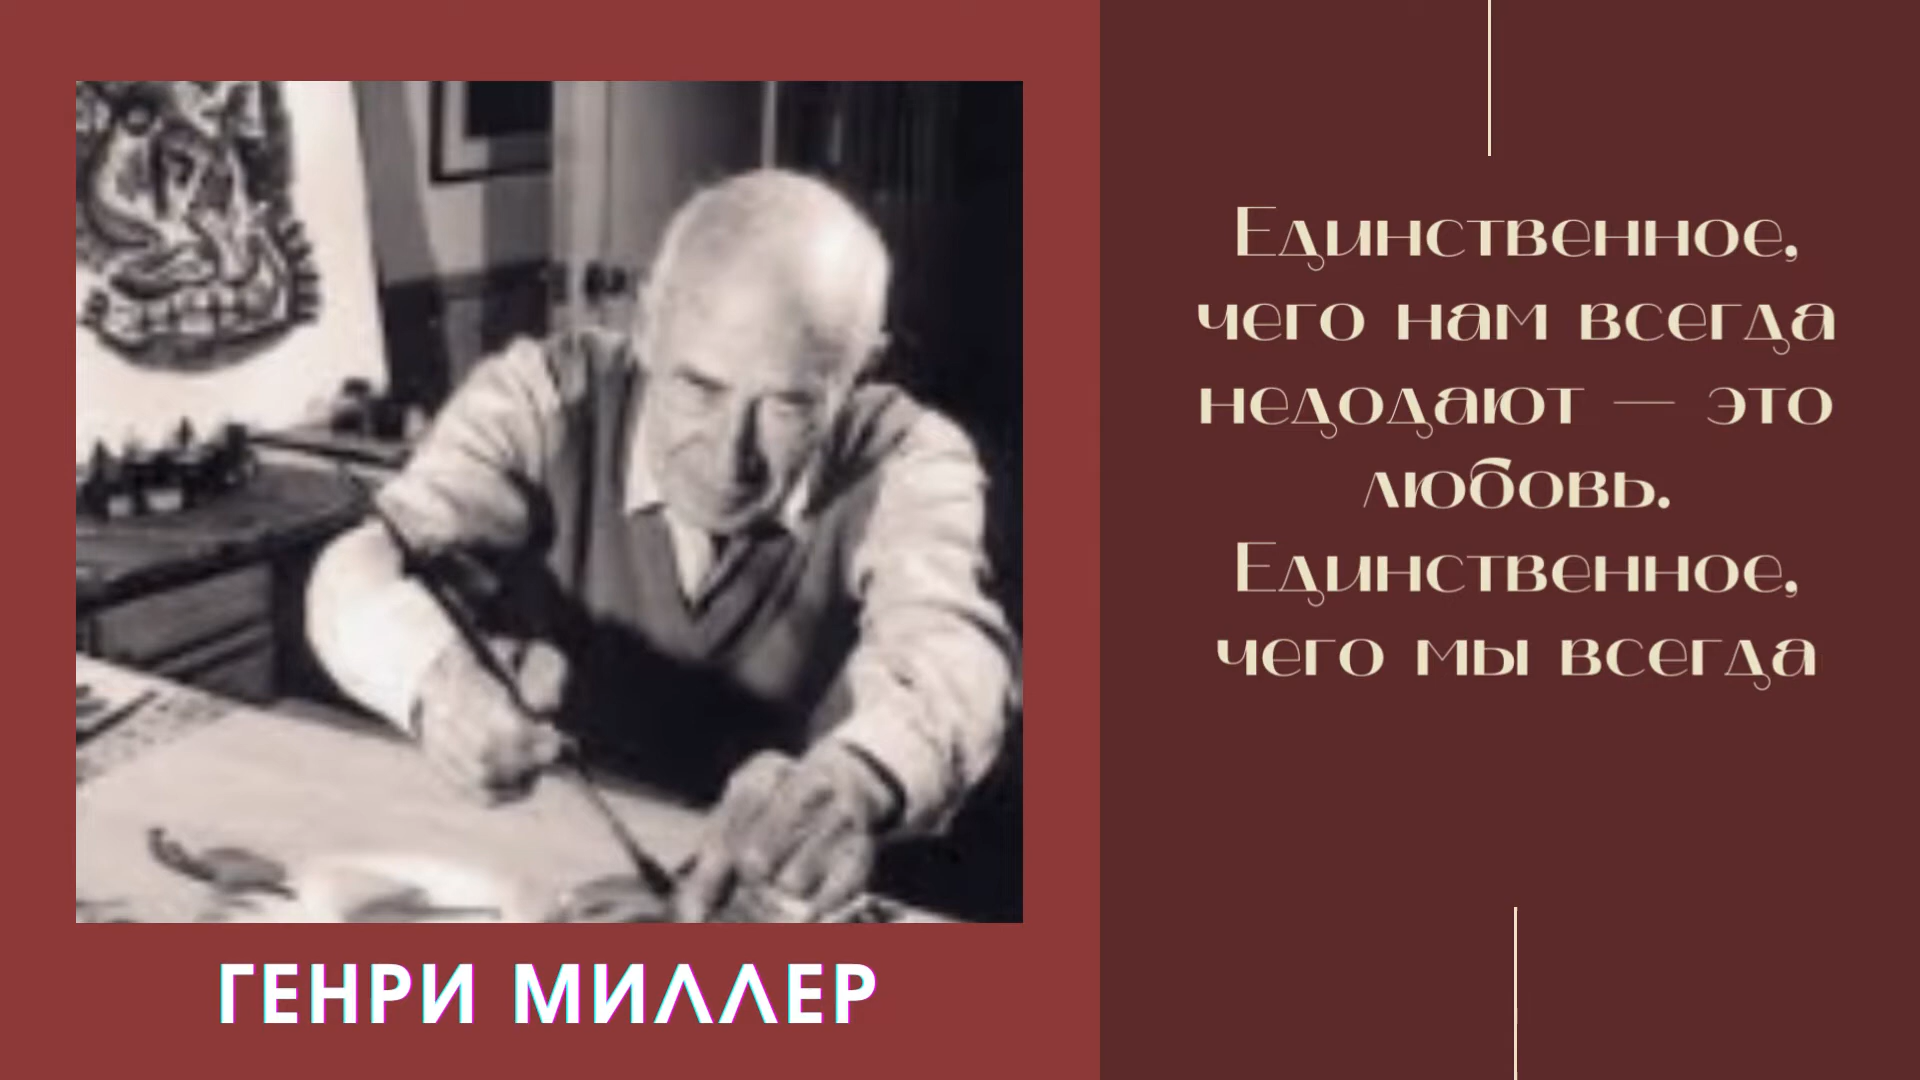 Единственное,
чего нам всегда
недодают — это
любовь.
Единственное,
чего мы всегда
ГЕНРИ МИЛЛЕР